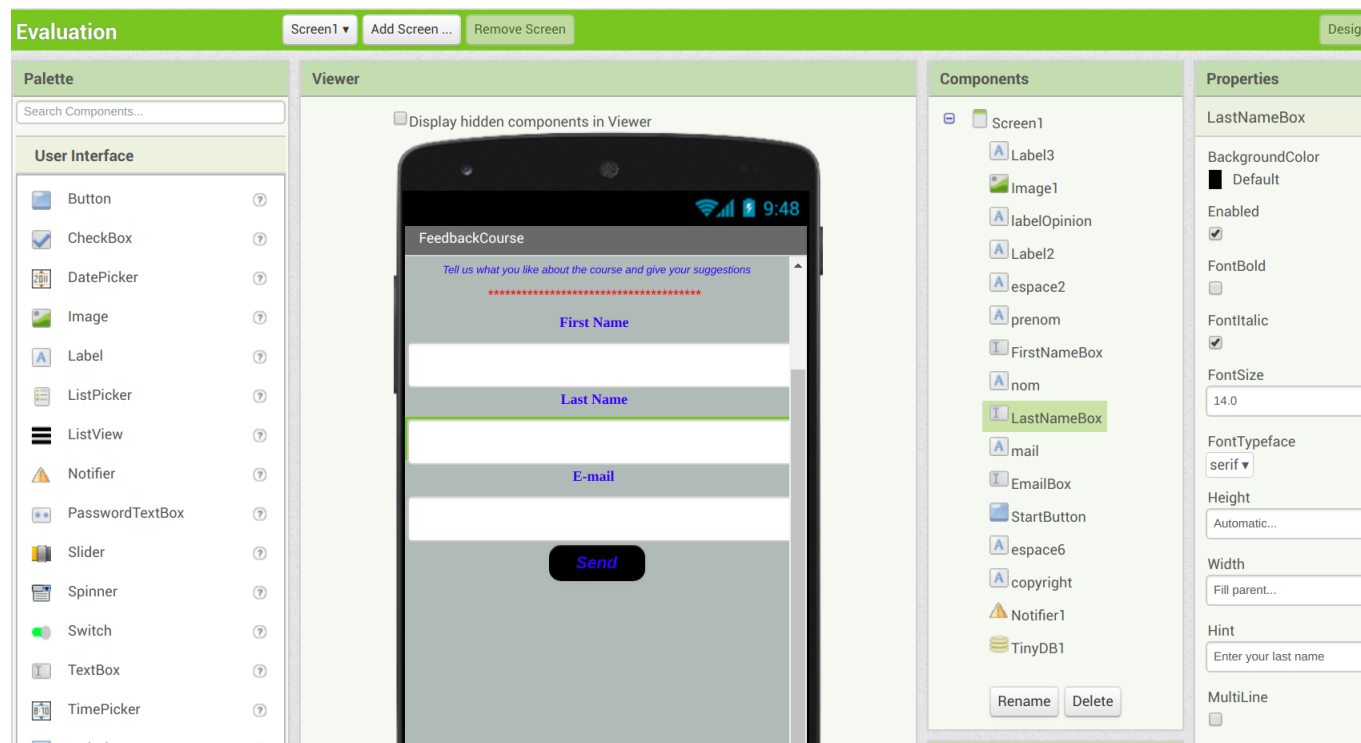 Evaluation
Screen1 ▾
Add Screen ...
Remove Screen
Desig
Palette
Search Components...
User Interface
Button
CheckBox
DatePicker
Image
Label
ListPicker
ListView
Notifier
PasswordTextBox
Slider
Spinner
Switch
TextBox
TimePicker
Viewer
Display hidden components in Viewer
9:48
FeedbackCourse
Tell us what you like about the course and give your suggestions
**************************************
First Name
Last Name
E-mail
Send
Components
Screen1
Label3
Image1
labelOpinion
Label2
espace2
prenom
FirstNameBox
nom
LastNameBox
mail
EmailBox
StartButton
espace6
copyright
Notifier1
TinyDB1
Rename
Delete
Properties
LastNameBox
BackgroundColor
Default
Enabled
FontBold
FontItalic
FontSize
14.0
FontTypeface
serif ▾
Height
Automatic...
Width
Fill parent...
Hint
Enter your last name
MultiLine